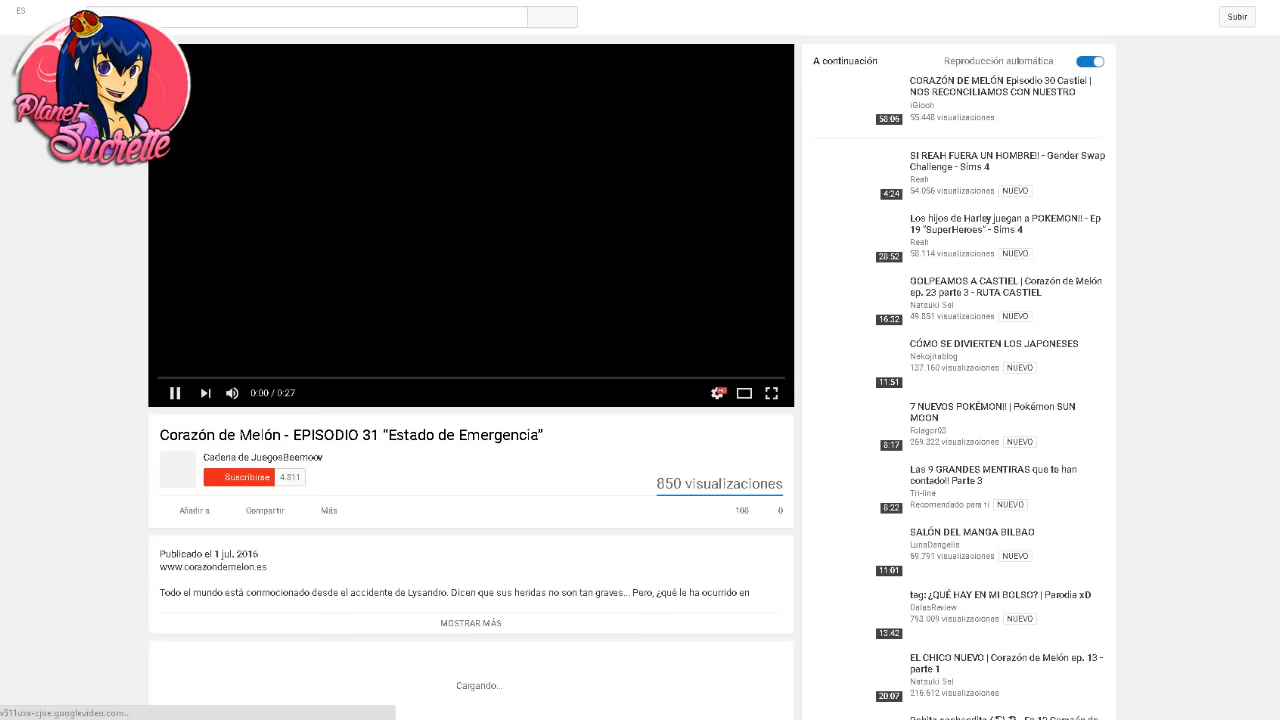 ES
Subir
Planet
Sucrette
0:00 / 0:27
Corazón de Melón - EPISODIO 31 "Estado de Emergencia"
Cadena de JuegosBeemoov
Suscribirse 4.811
850 visualizaciones
Añadir a Compartir Más
108 0
Publicado el 1 jul. 2016
www.corazondemelon.es
Todo el mundo está conmocionado desde el accidente de Lysandro. Dicen que sus heridas no son tan graves... Pero, ¿qué le ha ocurrido en
MOSTRAR MÁS
Cargando...
v511uxa-cjoe.googlevideo.com...
A continuación Reproducción automática
CORAZÓN DE MELÓN Episodio 30 Castiel |
NOS RECONCILIAMOS CON NUESTRO
iGiooh
55.448 visualizaciones
58:06
SI REAH FUERA UN HOMBRE!! - Gender Swap
Challenge - Sims 4
Reah
54.056 visualizaciones NUEVO
4:24
Los hijos de Harley juegan a POKEMON!! - Ep
19 "SuperHeroes" - Sims 4
Reah
58.114 visualizaciones NUEVO
28:52
GOLPEAMOS A CASTIEL | Corazón de Melón
ep. 23 parte 3 - RUTA CASTIEL
Natsuki Sel
49.851 visualizaciones NUEVO
16:32
CÓMO SE DIVIERTEN LOS JAPONESES
Nekojitablog
137.160 visualizaciones NUEVO
11:51
7 NUEVOS POKÉMON!! | Pokémon SUN
MOON
Folagor03
269.322 visualizaciones NUEVO
8:17
Las 9 GRANDES MENTIRAS que te han
contado!! Parte 3
Tri-line
Recomendado para ti NUEVO
8:22
SALÓN DEL MANGA BILBAO
LunaDangelis
69.791 visualizaciones NUEVO
11:01
tag: ¿QUÉ HAY EN MI BOLSO? | Parodia xD
DalasReview
793.009 visualizaciones NUEVO
13:42
EL CHICO NUEVO | Corazón de Melón ep. 13 -
parte 1
Natsuki Sel
216.612 visualizaciones
20:07